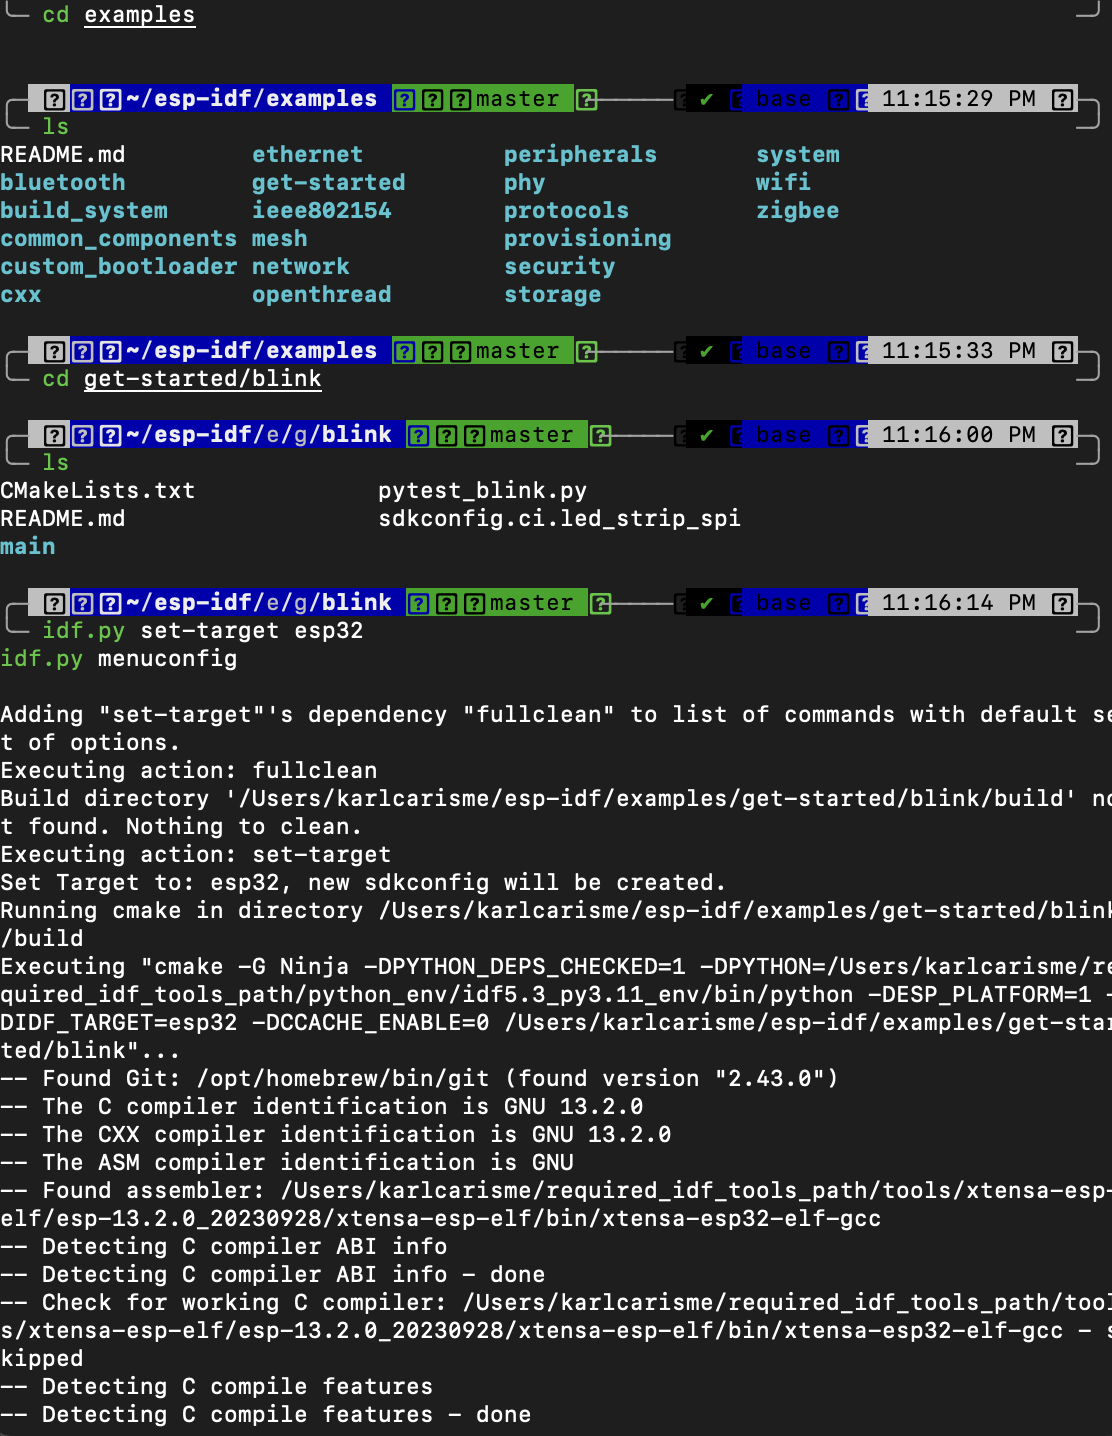 cd examples
~/esp-idf/examples master ✔ base 11:15:29 PM
ls
README.md ethernet peripherals system
bluetooth get-started phy wifi
build_system ieee802154 protocols zigbee
common_components mesh provisioning
custom_bootloader network security
cxx openthread storage
~/esp-idf/examples master ✔ base 11:15:33 PM
cd get-started/blink
~/esp-idf/e/g/blink master ✔ base 11:16:00 PM
ls
CMakeLists.txt pytest_blink.py
README.md sdkconfig.ci.led_strip_spi
main
~/esp-idf/e/g/blink master ✔ base 11:16:14 PM
idf.py set-target esp32
idf.py menuconfig
Adding "set-target"'s dependency "fullclean" to list of commands with default se
t of options.
Executing action: fullclean
Build directory '/Users/karlcarisme/esp-idf/examples/get-started/blink/build' no
t found. Nothing to clean.
Executing action: set-target
Set Target to: esp32, new sdkconfig will be created.
Running cmake in directory /Users/karlcarisme/esp-idf/examples/get-started/blink
/build
Executing "cmake -G Ninja -DPYTHON_DEPS_CHECKED=1 -DPYTHON=/Users/karlcarisme/re
quired_idf_tools_path/python_env/idf5.3_py3.11_env/bin/python -DESP_PLATFORM=1 -
DIDF_TARGET=esp32 -DCCACHE_ENABLE=0 /Users/karlcarisme/esp-idf/examples/get-star
ted/blink"...
-- Found Git: /opt/homebrew/bin/git (found version "2.43.0")
-- The C compiler identification is GNU 13.2.0
-- The CXX compiler identification is GNU 13.2.0
-- The ASM compiler identification is GNU
-- Found assembler: /Users/karlcarisme/required_idf_tools_path/tools/xtensa-esp-
elf/esp-13.2.0_20230928/xtensa-esp-elf/bin/xtensa-esp32-elf-gcc
-- Detecting C compiler ABI info
-- Detecting C compiler ABI info - done
-- Check for working C compiler: /Users/karlcarisme/required_idf_tools_path/tool
s/xtensa-esp-elf/esp-13.2.0_20230928/xtensa-esp-elf/bin/xtensa-esp32-elf-gcc - s
kipped
-- Detecting C compile features
-- Detecting C compile features - done